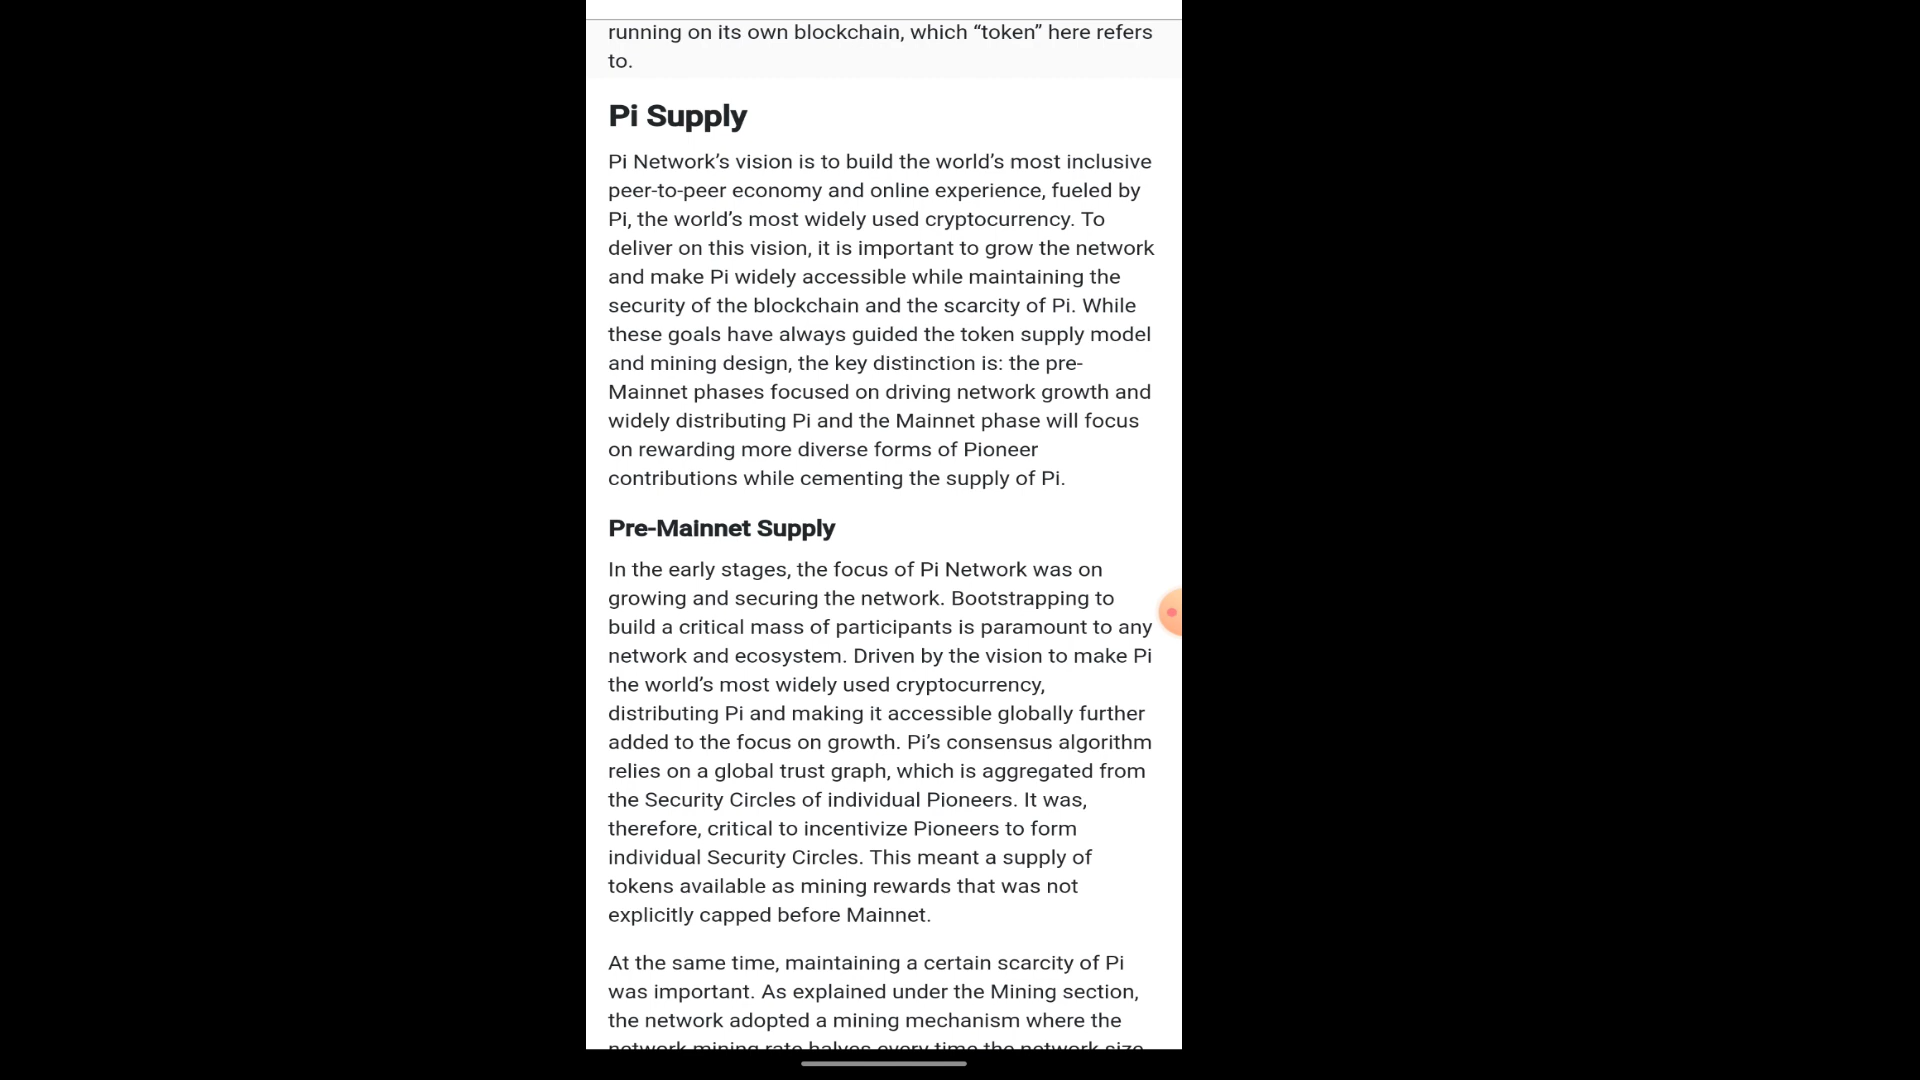 running on its own blockchain, which “token” here refers
to.
Pi Supply
Pi Network’s vision is to build the world’s most inclusive
peer-to-peer economy and online experience, fueled by
Pi, the world’s most widely used cryptocurrency. To
deliver on this vision, it is important to grow the network
and make Pi widely accessible while maintaining the
security of the blockchain and the scarcity of Pi. While
these goals have always guided the token supply model
and mining design, the key distinction is: the pre-
Mainnet phases focused on driving network growth and
widely distributing Pi and the Mainnet phase will focus
on rewarding more diverse forms of Pioneer
contributions while cementing the supply of Pi.
Pre-Mainnet Supply
In the early stages, the focus of Pi Network was on
growing and securing the network. Bootstrapping to
build a critical mass of participants is paramount to any
network and ecosystem. Driven by the vision to make Pi
the world’s most widely used cryptocurrency,
distributing Pi and making it accessible globally further
added to the focus on growth. Pi’s consensus algorithm
relies on a global trust graph, which is aggregated from
the Security Circles of individual Pioneers. It was,
therefore, critical to incentivize Pioneers to form
individual Security Circles. This meant a supply of
tokens available as mining rewards that was not
explicitly capped before Mainnet.
At the same time, maintaining a certain scarcity of Pi
was important. As explained under the Mining section,
the network adopted a mining mechanism where the
network mining rate halves every time the network size